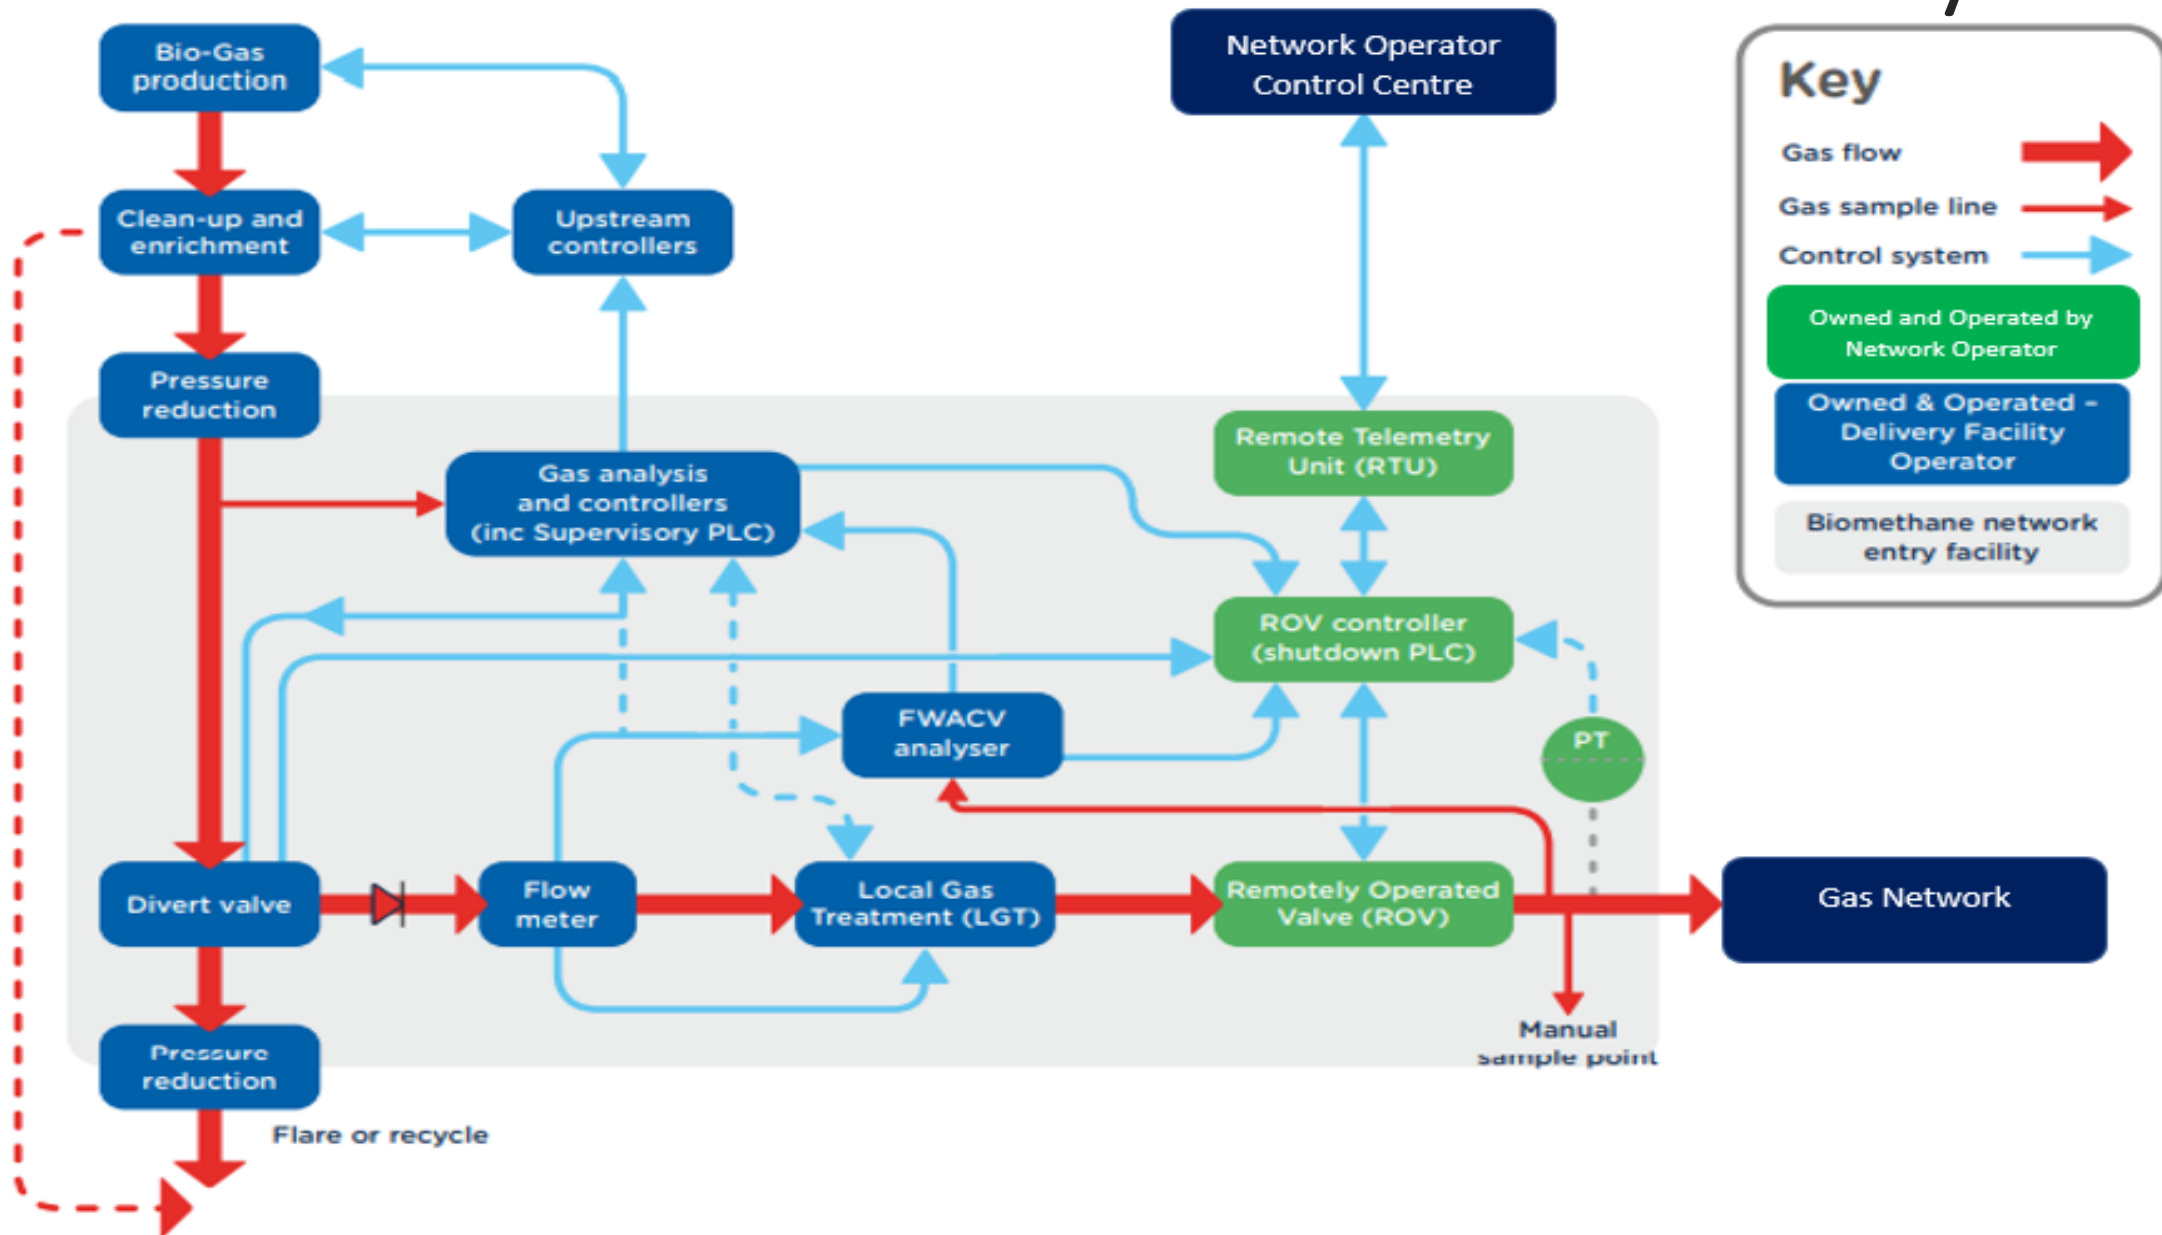 Bio-Gas
production
Network Operator
Control Centre
Key
Gas flow
Gas sample line
Control system
Owned and Operated by
Network Operator
Owned & Operated –
Delivery Facility
Operator
Biomethane network
entry facility
Clean-up and
enrichment
Upstream
controllers
Pressure
reduction
Gas analysis
and controllers
(inc Supervisory PLC)
Remote Telemetry
Unit (RTU)
ROV controller
(shutdown PLC)
FWACV
analyser
PT
Divert valve
Flow
meter
Local Gas
Treatment (LGT)
Remotely Operated
Valve (ROV)
Gas Network
Manual
sample point
Pressure
reduction
Flare or recycle